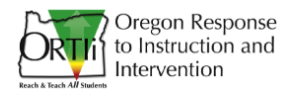 ORTIi
Reach & Teach All Students
Oregon Response
to Instruction and
Intervention